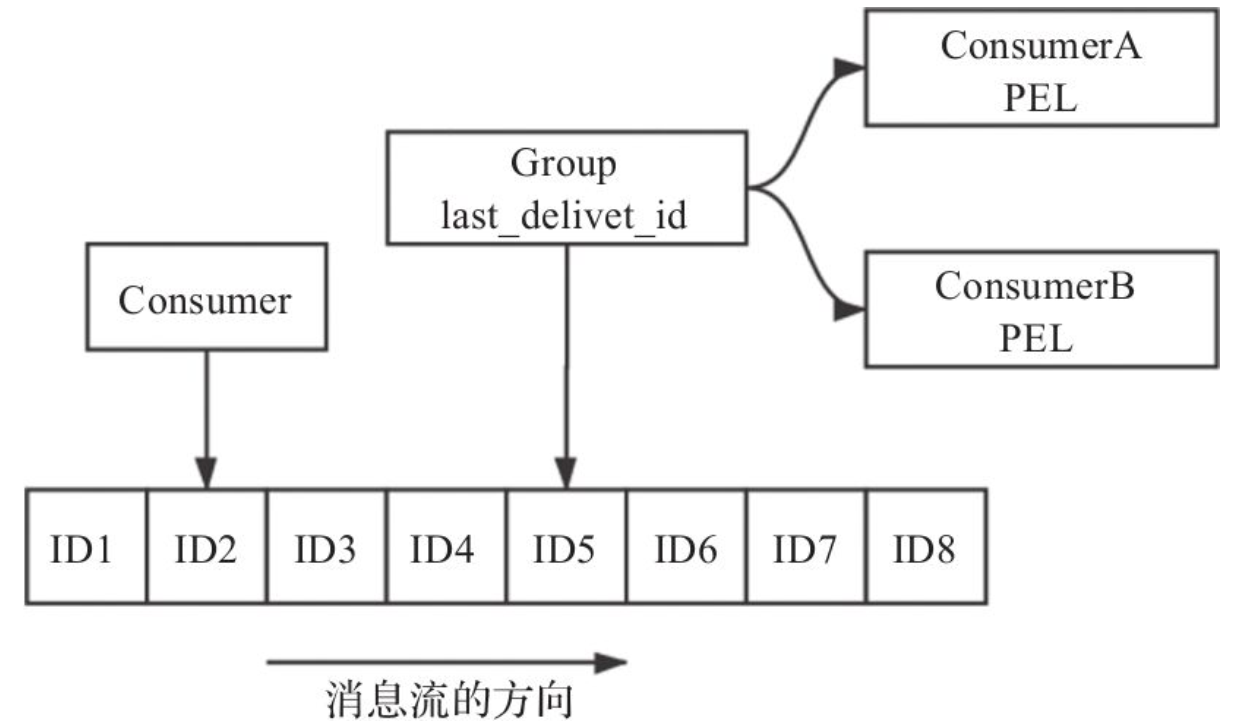 ConsumerA
PEL
Group
last_delivet_id
Consumer
ConsumerB
PEL
ID1 ID2 ID3 ID4 ID5 ID6 ID7 ID8
消息流的方向